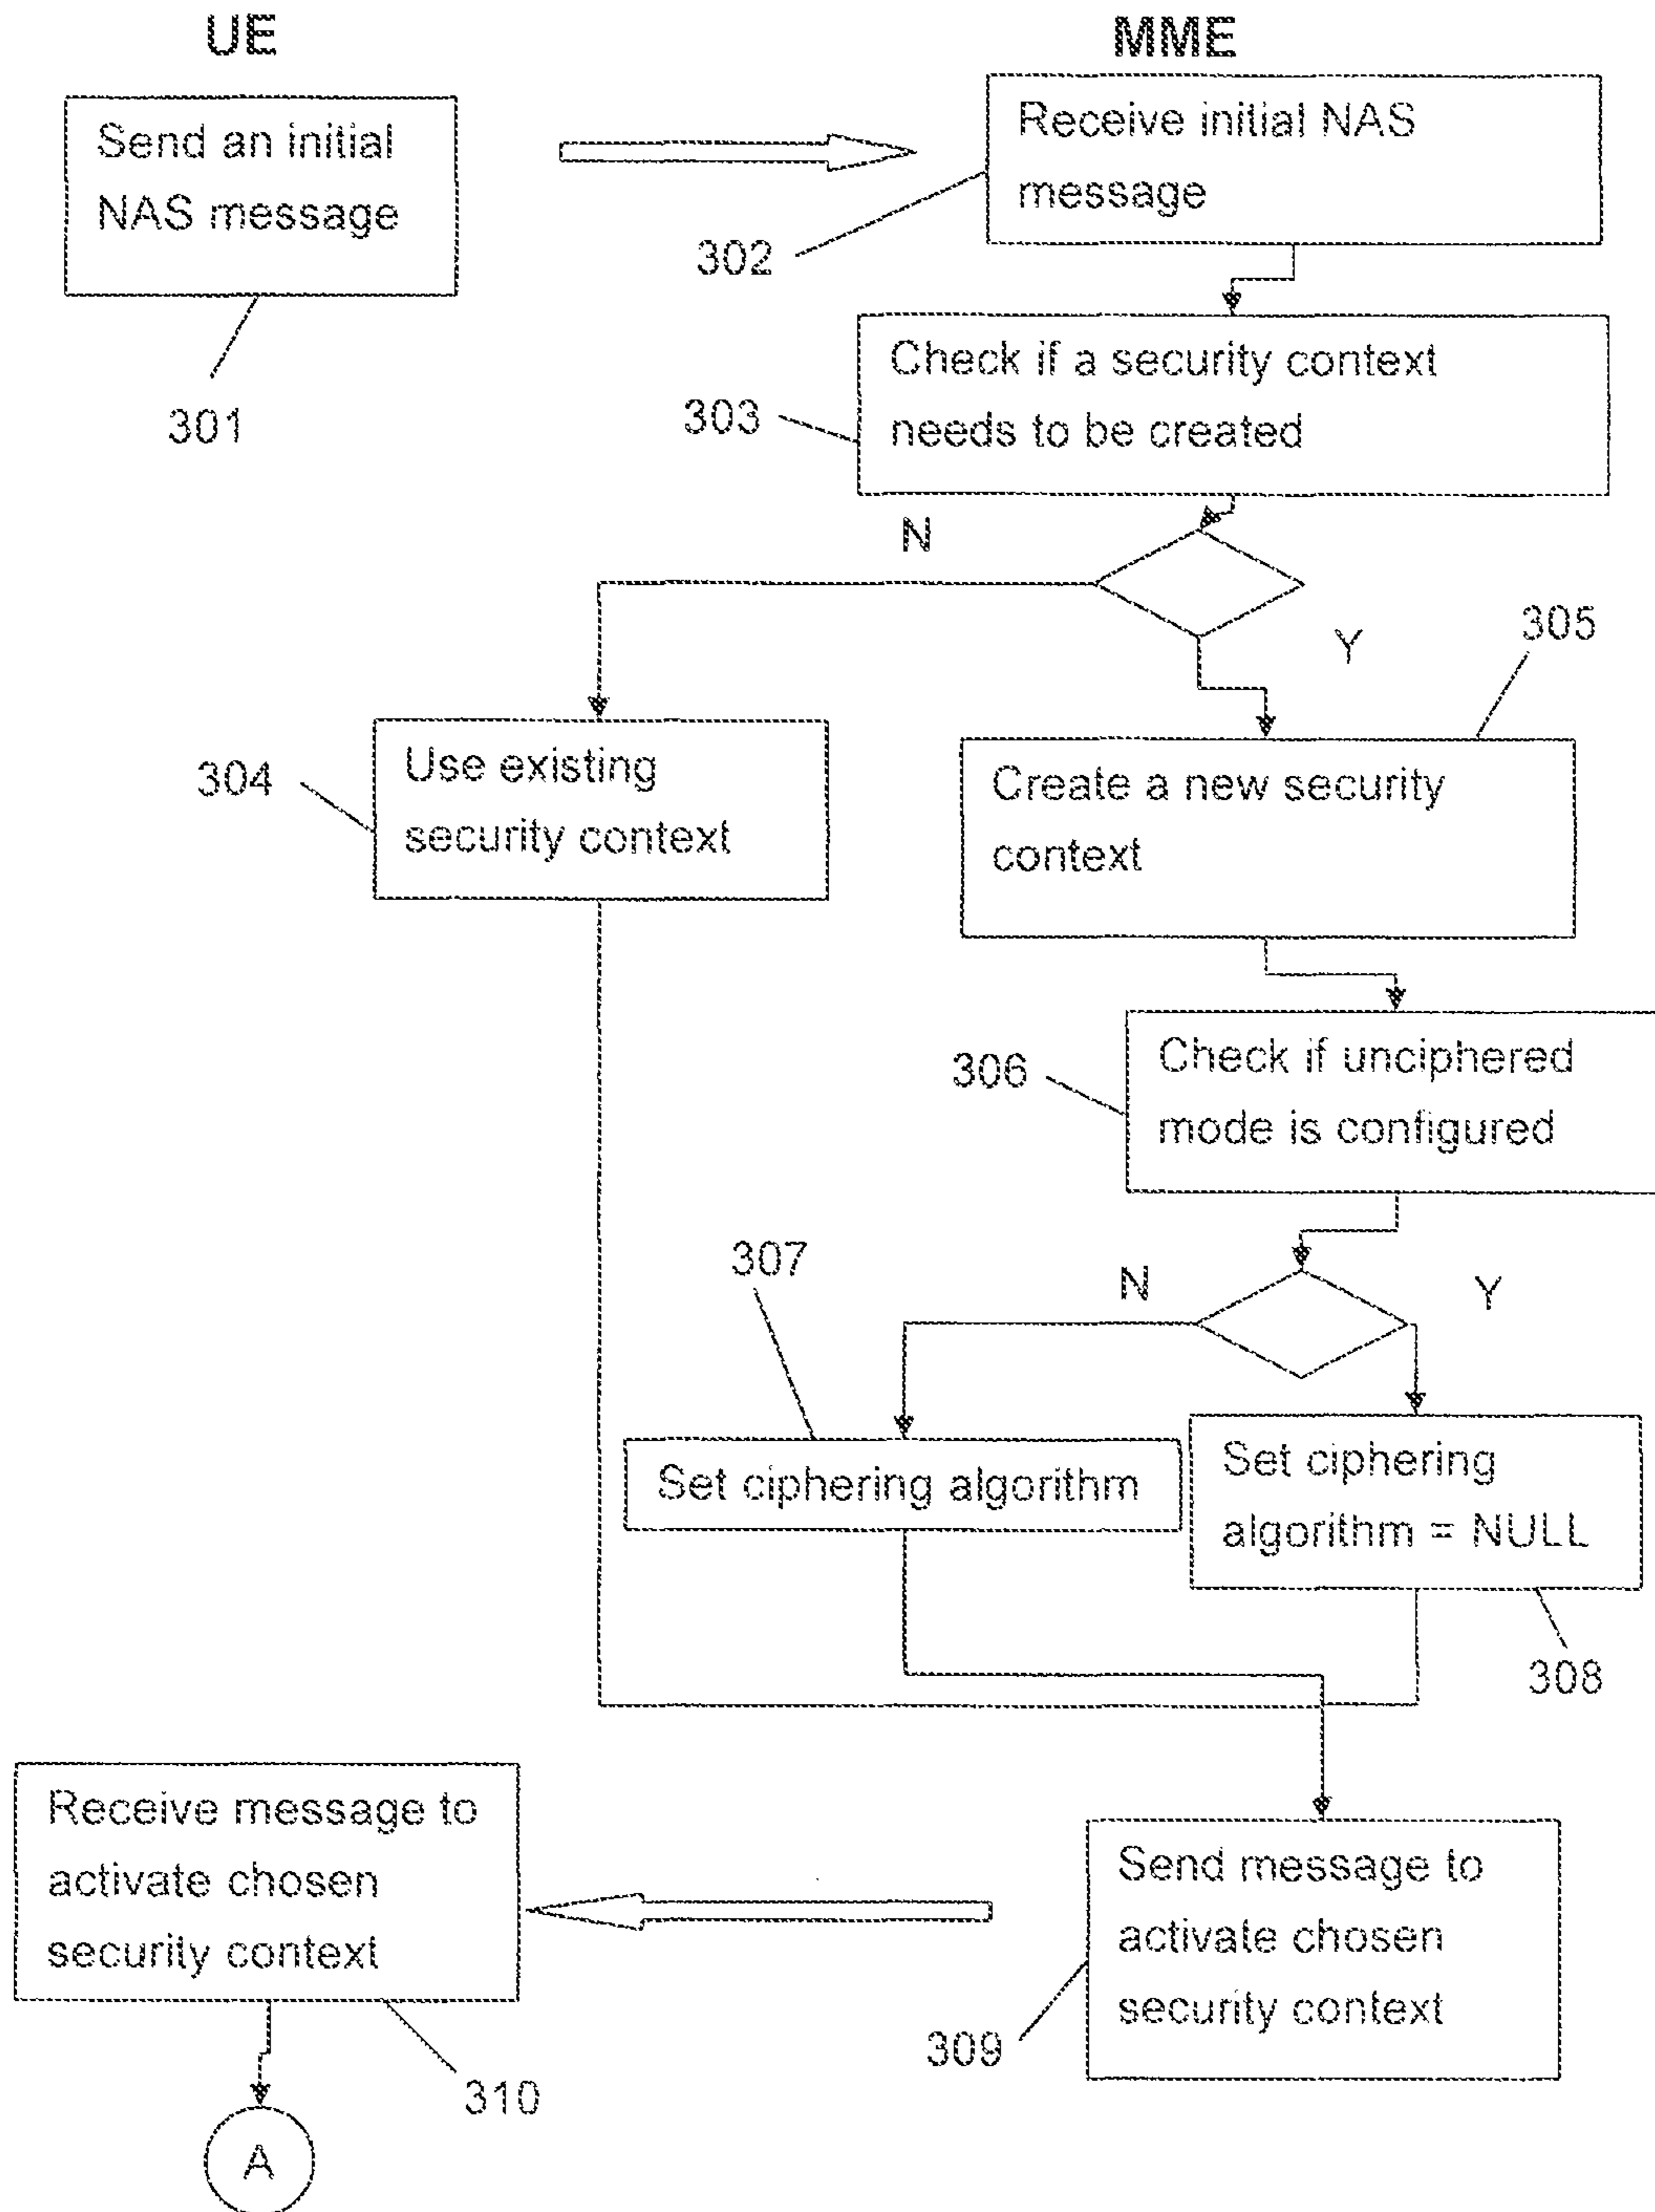 UE
MME
Send an initial
NAS message
301
Receive initial NAS
message
302
Check if a security context
needs to be created
303
N
Y
305
304
Use existing
security context
Create a new security
context
306
Check if unciphered
mode is configured
307
N
Y
Set ciphering algorithm
Set ciphering
algorithm = NULL
308
Receive message to
activate chosen
security context
310
Send message to
activate chosen
security context
309
A